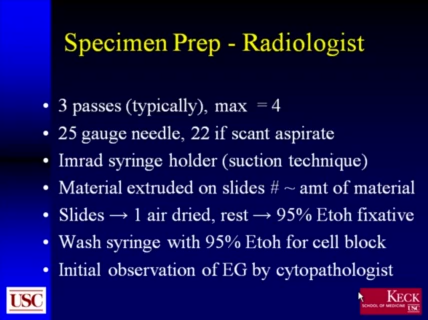 Specimen Prep - Radiologist
• 3 passes (typically), max = 4
• 25 gauge needle, 22 if scant aspirate
• Imrad syringe holder (suction technique)
• Material extruded on slides # ~ amt of material
• Slides → 1 air dried, rest → 95% Etoh fixative
• Wash syringe with 95% Etoh for cell block
• Initial observation of EG by cytopathologist
USC
KECK
SCHOOL OF MEDICINE
USC